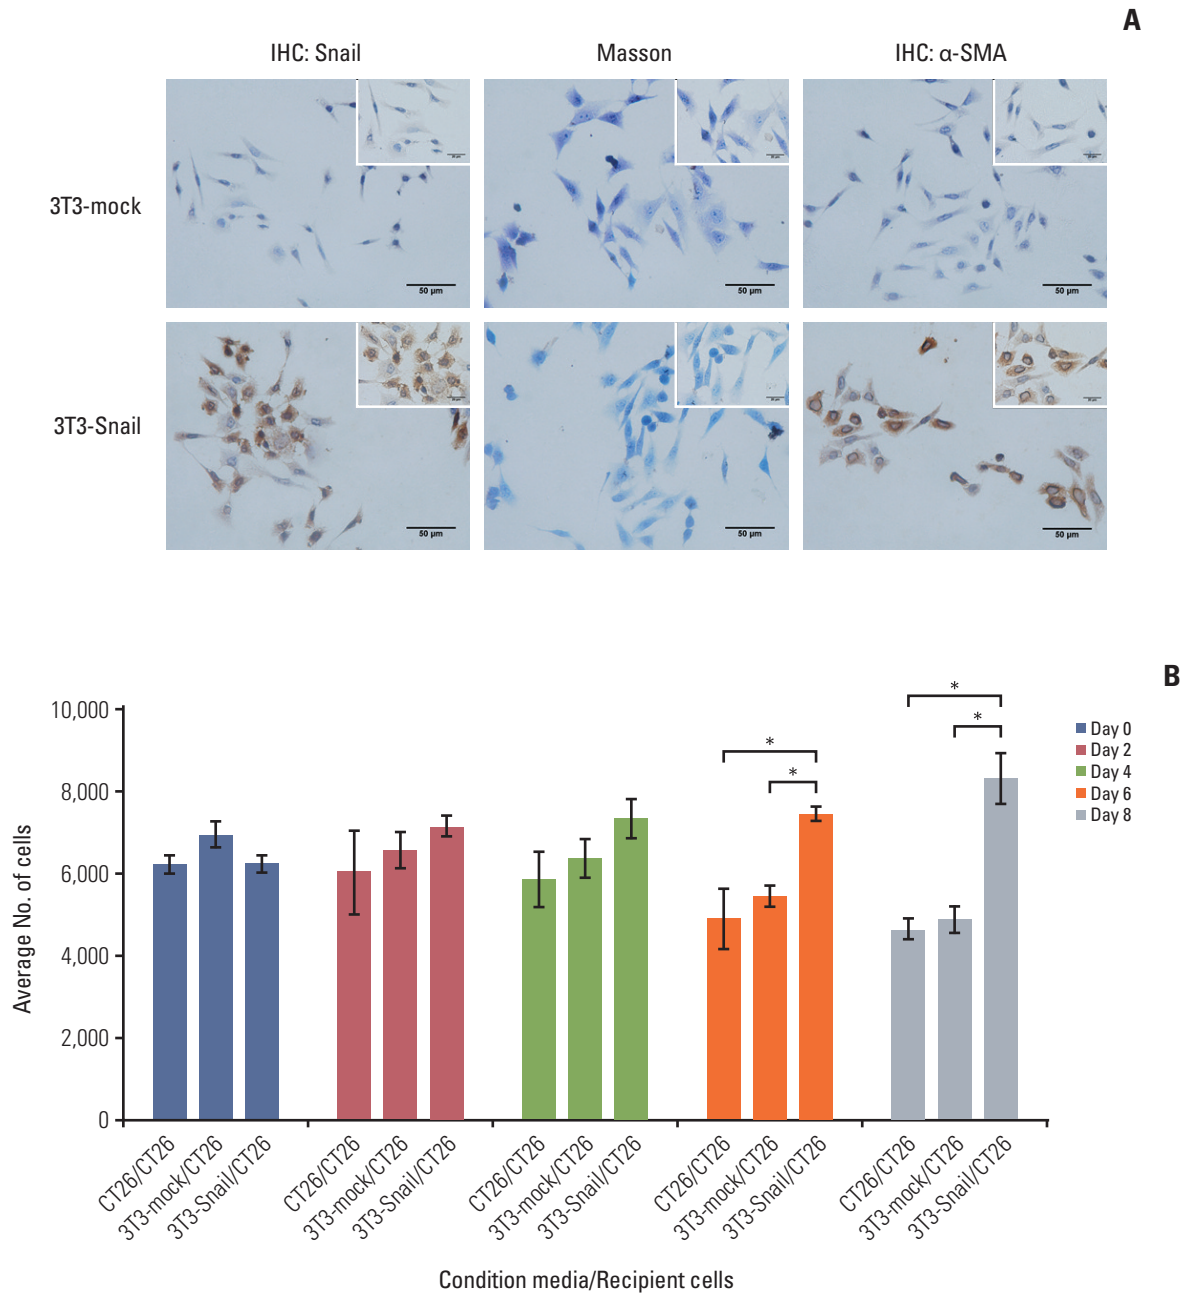 A
IHC: Snail
Masson
IHC: α-SMA
3T3-mock
50 µm
50 µm
50 µm
3T3-Snail
50 µm
50 µm
50 µm
B
Average No. of cells
10,000
8,000
6,000
4,000
2,000
0
*
*
*
*
Day 0
Day 2
Day 4
Day 6
Day 8
CT26/CT26
3T3-mock/CT26
3T3-Snail/CT26
CT26/CT26
3T3-mock/CT26
3T3-Snail/CT26
CT26/CT26
3T3-mock/CT26
3T3-Snail/CT26
CT26/CT26
3T3-mock/CT26
3T3-Snail/CT26
CT26/CT26
3T3-mock/CT26
3T3-Snail/CT26
Condition media/Recipient cells